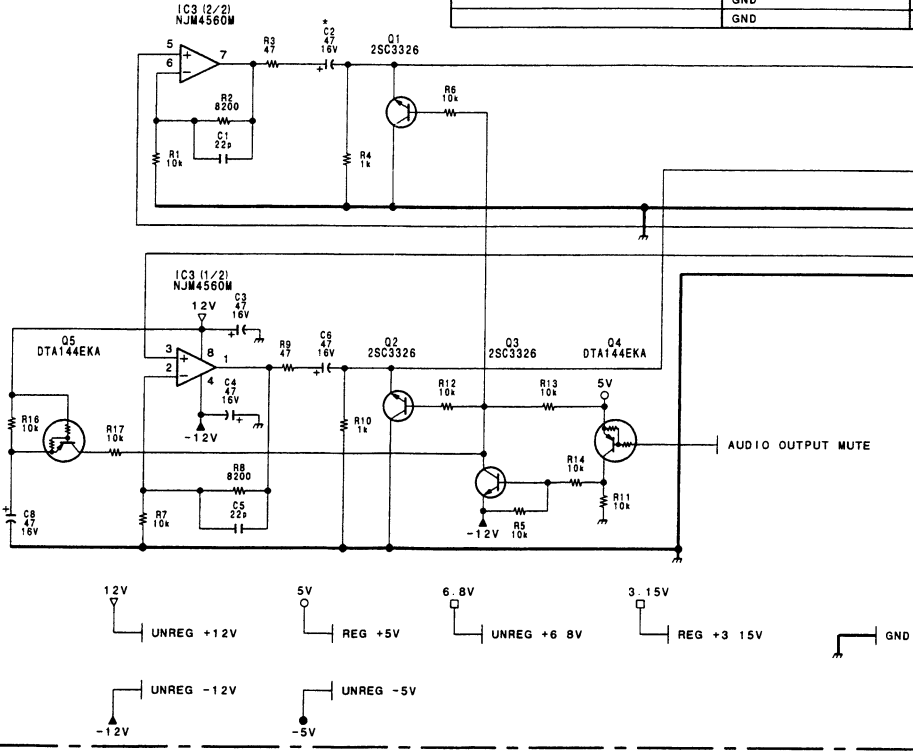 GND
GND
IC3 (2/2)
NJM4560M
5
6
7
R3
47
*
C2
47
16V
+
Q1
2SC3326
R6
10k
R2
8200
C1
22p
R1
10k
R4
1k
IC3 (1/2)
NJM4560M
12V
C3
47
16V
+
Q5
DTA144EKA
3
2
8
1
4
R9
47
C6
47
16V
+
Q2
2SC3326
Q3
2SC3326
Q4
DTA144EKA
5V
C4
47
16V
+
-12V
R12
10k
R13
10k
R16
10k
R17
10k
R10
1k
AUDIO OUTPUT MUTE
R8
8200
C5
22p
R7
10k
R14
10k
R11
10k
R5
10k
-12V
+
C8
47
16V
12V
UNREG +12V
5V
REG +5V
6.8V
UNREG +6 8V
3.15V
REG +3 15V
GND
UNREG -12V
-12V
UNREG -5V
-5V